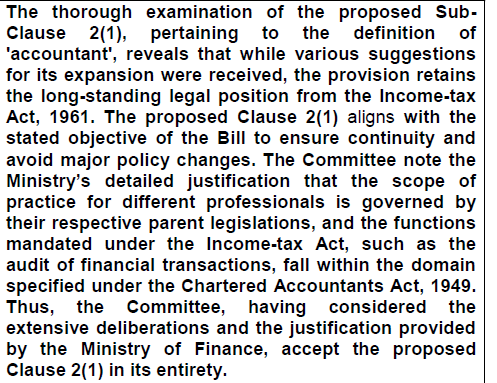 The thorough examination of the proposed Sub-
Clause 2(1), pertaining to the definition of
'accountant', reveals that while various suggestions
for its expansion were received, the provision retains
the long-standing legal position from the Income-tax
Act, 1961. The proposed Clause 2(1) aligns with the
stated objective of the Bill to ensure continuity and
avoid major policy changes. The Committee note the
Ministry’s detailed justification that the scope of
practice for different professionals is governed by
their respective parent legislations, and the functions
mandated under the Income-tax Act, such as the
audit of financial transactions, fall within the domain
specified under the Chartered Accountants Act, 1949.
Thus, the Committee, having considered the
extensive deliberations and the justification provided
by the Ministry of Finance, accept the proposed
Clause 2(1) in its entirety.